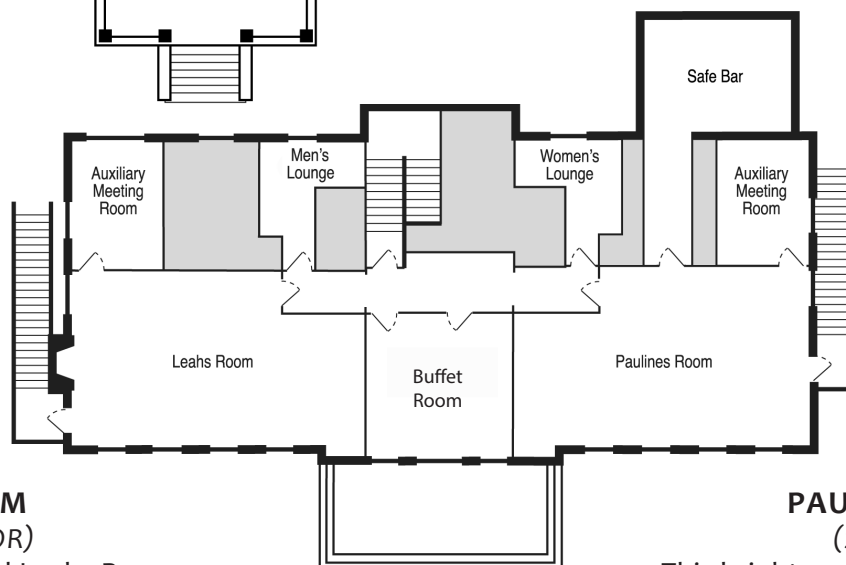 Safe Bar
Auxiliary
Meeting
Room
Men's
Lounge
Women's
Lounge
Auxiliary
Meeting
Room
Leahs Room
Buffet
Room
Paulines Room
M
PAU
OR)
(